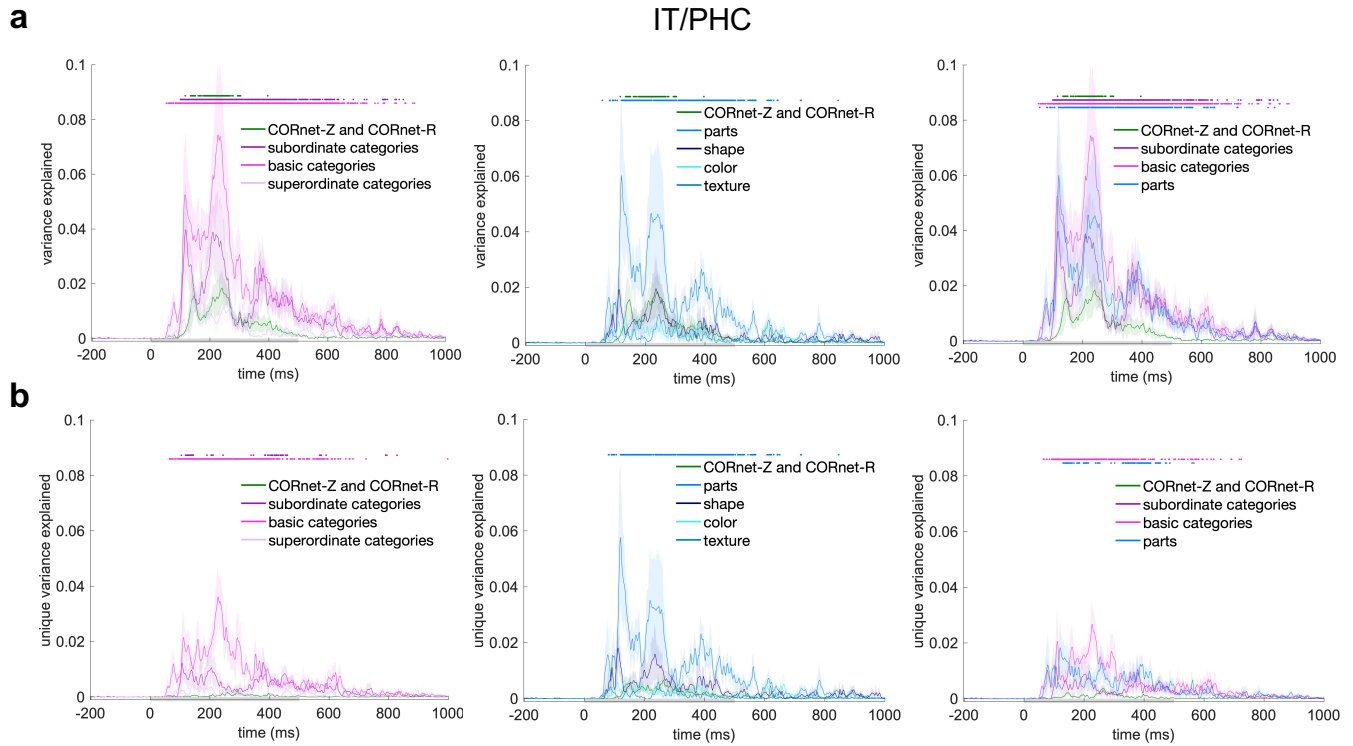 a
IT/PHC
0.1
0.08
0.06
0.04
0.02
0
variance explained
-200
0
200
400
600
800
1000
time (ms)
CORnet-Z and CORnet-R
subordinate categories
basic categories
superordinate categories
0.1
0.08
0.06
0.04
0.02
0
variance explained
-200
0
200
400
600
800
1000
time (ms)
CORnet-Z and CORnet-R
parts
shape
color
texture
0.1
0.08
0.06
0.04
0.02
0
variance explained
-200
0
200
400
600
800
1000
time (ms)
CORnet-Z and CORnet-R
subordinate categories
basic categories
parts
b
0.1
0.08
0.06
0.04
0.02
0
unique variance explained
-200
0
200
400
600
800
1000
time (ms)
CORnet-Z and CORnet-R
subordinate categories
basic categories
superordinate categories
0.1
0.08
0.06
0.04
0.02
0
unique variance explained
-200
0
200
400
600
800
1000
time (ms)
CORnet-Z and CORnet-R
parts
shape
color
texture
0.1
0.08
0.06
0.04
0.02
0
unique variance explained
-200
0
200
400
600
800
1000
time (ms)
CORnet-Z and CORnet-R
subordinate categories
basic categories
parts